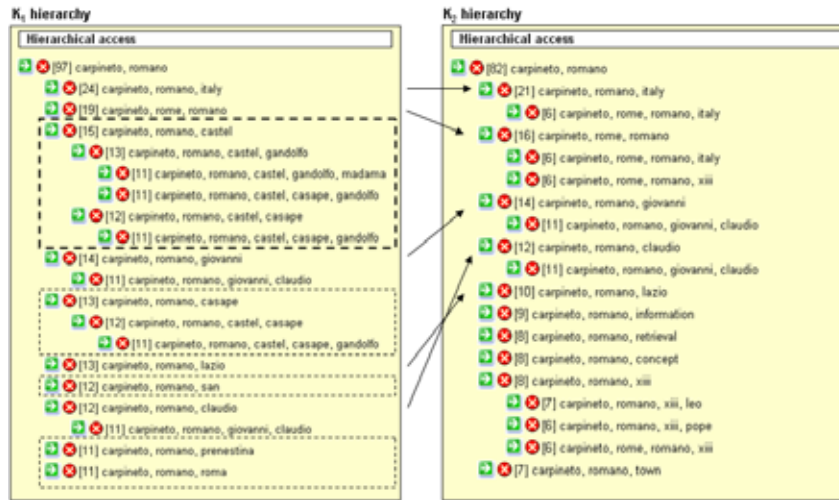 K1 hierarchy
Hierarchical access
[97] carpineto, romano
[24] carpineto, romano, italy
[19] carpineto, rome, romano
[15] carpineto, romano, castel
[13] carpineto, romano, castel, gandolfo
[11] carpineto, romano, castel, gandolfo, madama
[11] carpineto, romano, castel, casape, gandolfo
[12] carpineto, romano, castel, casape
[11] carpineto, romano, castel, casape, gandolfo
[14] carpineto, romano, giovanni
[11] carpineto, romano, giovanni, claudio
[13] carpineto, romano, casape
[12] carpineto, romano, castel, casape
[11] carpineto, romano, castel, casape, gandolfo
[13] carpineto, romano, lazio
[12] carpineto, romano, san
[12] carpineto, romano, claudio
[11] carpineto, romano, giovanni, claudio
[11] carpineto, romano, prenestina
[11] carpineto, romano, roma
K2 hierarchy
Hierarchical access
[82] carpineto, romano
[21] carpineto, romano, italy
[6] carpineto, rome, romano, italy
[16] carpineto, rome, romano
[6] carpineto, rome, romano, italy
[6] carpineto, rome, romano, xiii
[14] carpineto, romano, giovanni
[11] carpineto, romano, giovanni, claudio
[12] carpineto, romano, claudio
[11] carpineto, romano, giovanni, claudio
[10] carpineto, romano, lazio
[9] carpineto, romano, information
[8] carpineto, romano, retrieval
[8] carpineto, romano, concept
[8] carpineto, romano, xiii
[7] carpineto, romano, xiii, leo
[6] carpineto, romano, xiii, pope
[6] carpineto, rome, romano, xiii
[7] carpineto, romano, town